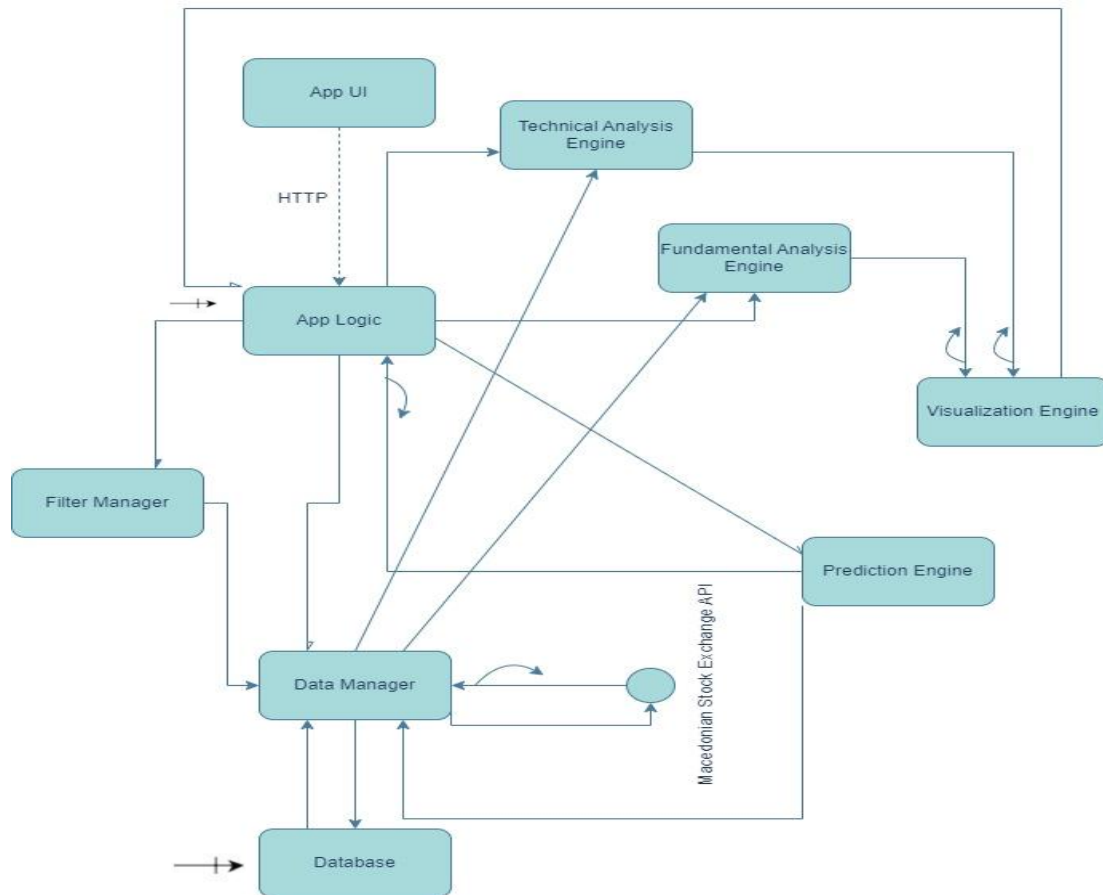 App UI
Technical Analysis
Engine
HTTP
Fundamental Analysis
Engine
App Logic
Visualization Engine
Filter Manager
Prediction Engine
Macedonian Stock Exchange API
Data Manager
Database